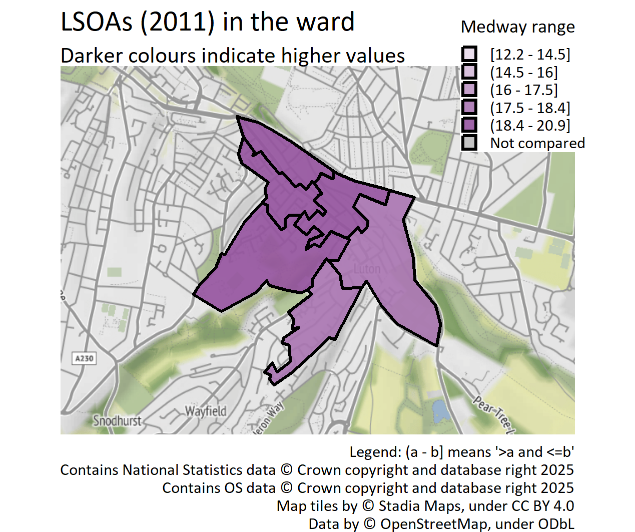 LSOAs (2011) in the ward
Darker colours indicate higher values
Medway range
[12.2 - 14.5]
(14.5 - 16]
(16 - 17.5]
(17.5 - 18.4]
(18.4 - 20.9]
Not compared
Luton
A230
Wayfield
Snodhurst
Pear-Tree-L
Legend: (a - b] means '>a and <=b'
Contains National Statistics data © Crown copyright and database right 2025
Contains OS data © Crown copyright and database right 2025
Map tiles by © Stadia Maps, under CC BY 4.0
Data by © OpenStreetMap, under ODbL